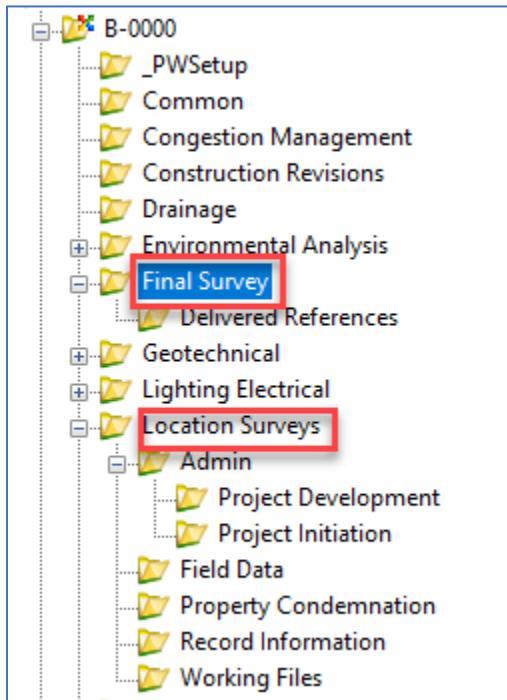 B-0000
_PWSetup
Common
Congestion Management
Construction Revisions
Drainage
Environmental Analysis
Final Survey
Delivered References
Geotechnical
Lighting Electrical
Location Surveys
Admin
Project Development
Project Initiation
Field Data
Property Condemnation
Record Information
Working Files